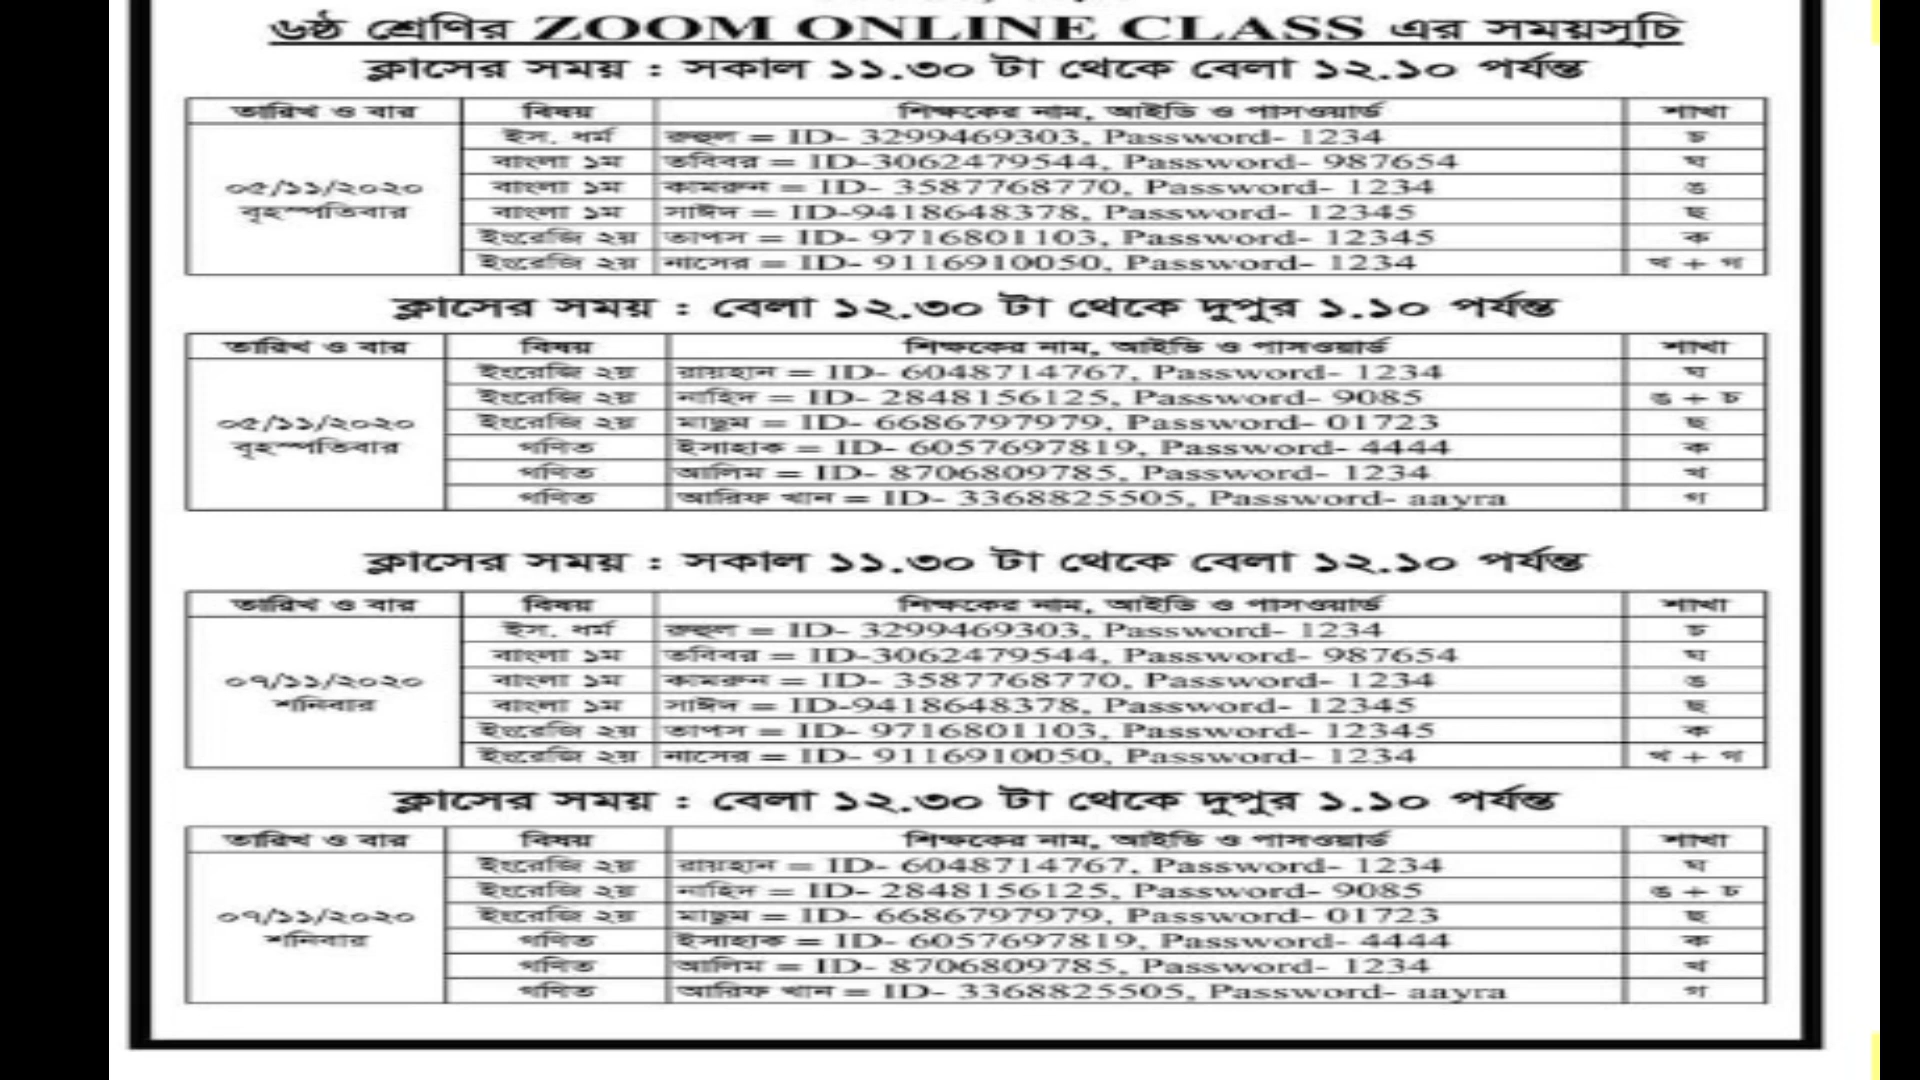 ৬ষ্ঠ শ্রেণির ZOOM ONLINE CLASS এর সময়সূচি
ক্লাসের সময় : সকাল ১১.৩০ টা থেকে বেলা ১২.১০ পর্যন্ত
তারিখ ও বার বিষয় শিক্ষকের নাম, আইডি ও পাসওয়ার্ড শাখা
ইস. ধর্ম রুহুল = ID- 3299469303, Password- 1234 চ
বাংলা ১ম তবিবর = ID-3062479544, Password- 987654 ঘ
০৫/১১/২০২০ বাংলা ১ম কামরুন = ID- 3587768770, Password- 1234 ঙ
বৃহস্পতিবার বাংলা ১ম সাঈদ = ID-9418648378, Password- 12345 ছ
ইংরেজি ২য় তাপস = ID- 9716801103, Password- 12345 ক
ইংরেজি ২য় নাসের = ID- 9116910050, Password- 1234 খ + গ
ক্লাসের সময় : বেলা ১২.৩০ টা থেকে দুপুর ১.১০ পর্যন্ত
তারিখ ও বার বিষয় শিক্ষকের নাম, আইডি ও পাসওয়ার্ড শাখা
ইংরেজি ২য় রায়হান = ID- 6048714767, Password- 1234 ঘ
ইংরেজি ২য় নাহিদ = ID- 2848156125, Password- 9085 ঙ + চ
০৫/১১/২০২০ ইংরেজি ২য় মাছুম = ID- 6686797979, Password- 01723 ছ
বৃহস্পতিবার গণিত ইসাহাক = ID- 6057697819, Password- 4444 ক
গণিত আলিম = ID- 8706809785, Password- 1234 খ
গণিত আরিফ খান = ID- 3368825505, Password- aayra গ
ক্লাসের সময় : সকাল ১১.৩০ টা থেকে বেলা ১২.১০ পর্যন্ত
তারিখ ও বার বিষয় শিক্ষকের নাম, আইডি ও পাসওয়ার্ড শাখা
ইস. ধর্ম রুহুল = ID- 3299469303, Password- 1234 চ
বাংলা ১ম তবিবর = ID-3062479544, Password- 987654 ঘ
০৭/১১/২০২০ বাংলা ১ম কামরুন = ID- 3587768770, Password- 1234 ঙ
শনিবার বাংলা ১ম সাঈদ = ID-9418648378, Password- 12345 ছ
ইংরেজি ২য় তাপস = ID- 9716801103, Password- 12345 ক
ইংরেজি ২য় নাসের = ID- 9116910050, Password- 1234 খ + গ
ক্লাসের সময় : বেলা ১২.৩০ টা থেকে দুপুর ১.১০ পর্যন্ত
তারিখ ও বার বিষয় শিক্ষকের নাম, আইডি ও পাসওয়ার্ড শাখা
ইংরেজি ২য় রায়হান = ID- 6048714767, Password- 1234 ঘ
ইংরেজি ২য় নাহিদ = ID- 2848156125, Password- 9085 ঙ + চ
০৭/১১/২০২০ ইংরেজি ২য় মাছুম = ID- 6686797979, Password- 01723 ছ
শনিবার গণিত ইসাহাক = ID- 6057697819, Password- 4444 ক
গণিত আলিম = ID- 8706809785, Password- 1234 খ
গণিত আরিফ খান = ID- 3368825505, Password- aayra গ